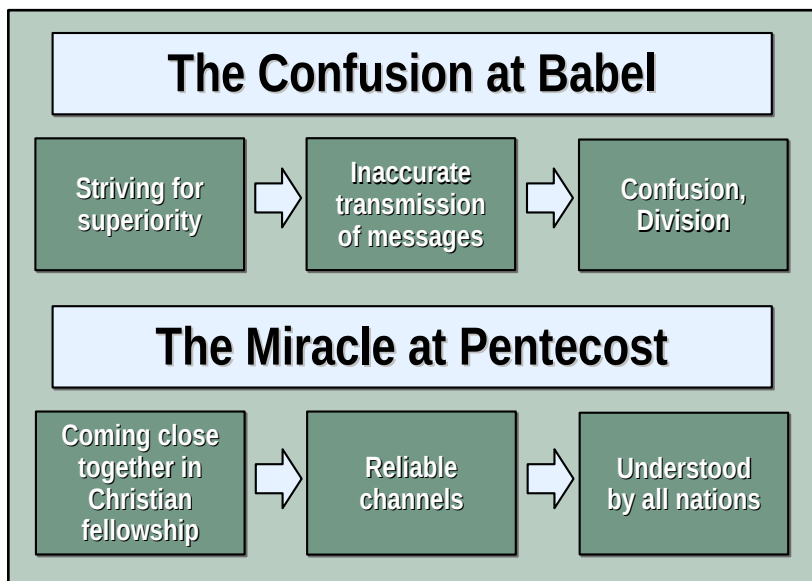 The Confusion at Babel
Striving for
superiority
Inaccurate
transmission
of messages
Confusion,
Division
The Miracle at Pentecost
Coming close
together in
Christian
fellowship
Reliable
channels
Understood
by all nations